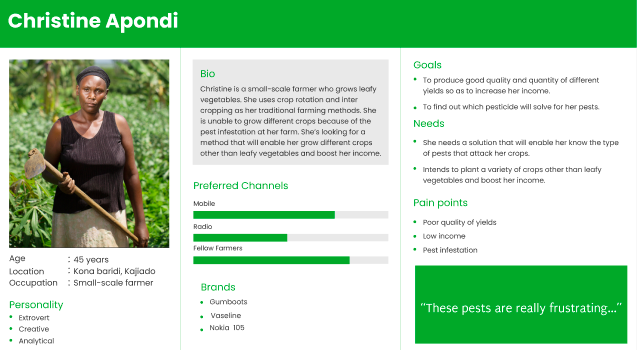 Christine Apondi
Age : 45 years
Location : Kona baridi, Kajiado
Occupation : Small-scale farmer
Personality
Extrovert
Creative
Analytical
Bio
Christine is a small-scale farmer who grows leafy
vegetables. She uses crop rotation and inter
cropping as her traditional farming methods. She
is unable to grow different crops because of the
pest infestation at her farm. She's looking for a
method that will enable her grow different crops
other than leafy vegetables and boost her income.
Preferred Channels
Mobile
Radio
Fellow Farmers
Brands
Gumboots
Vaseline
Nokia 105
Goals
To produce good quality and quantity of different
yields so as to increase her income.
To find out which pesticide will solve for her pests.
Needs
She needs a solution that will enable her know the type
of pests that attack her crops.
Intends to plant a variety of crops other than leafy
vegetables and boost her income.
Pain points
Poor quality of yields
Low income
Pest infestation
"These pests are really frustrating..."